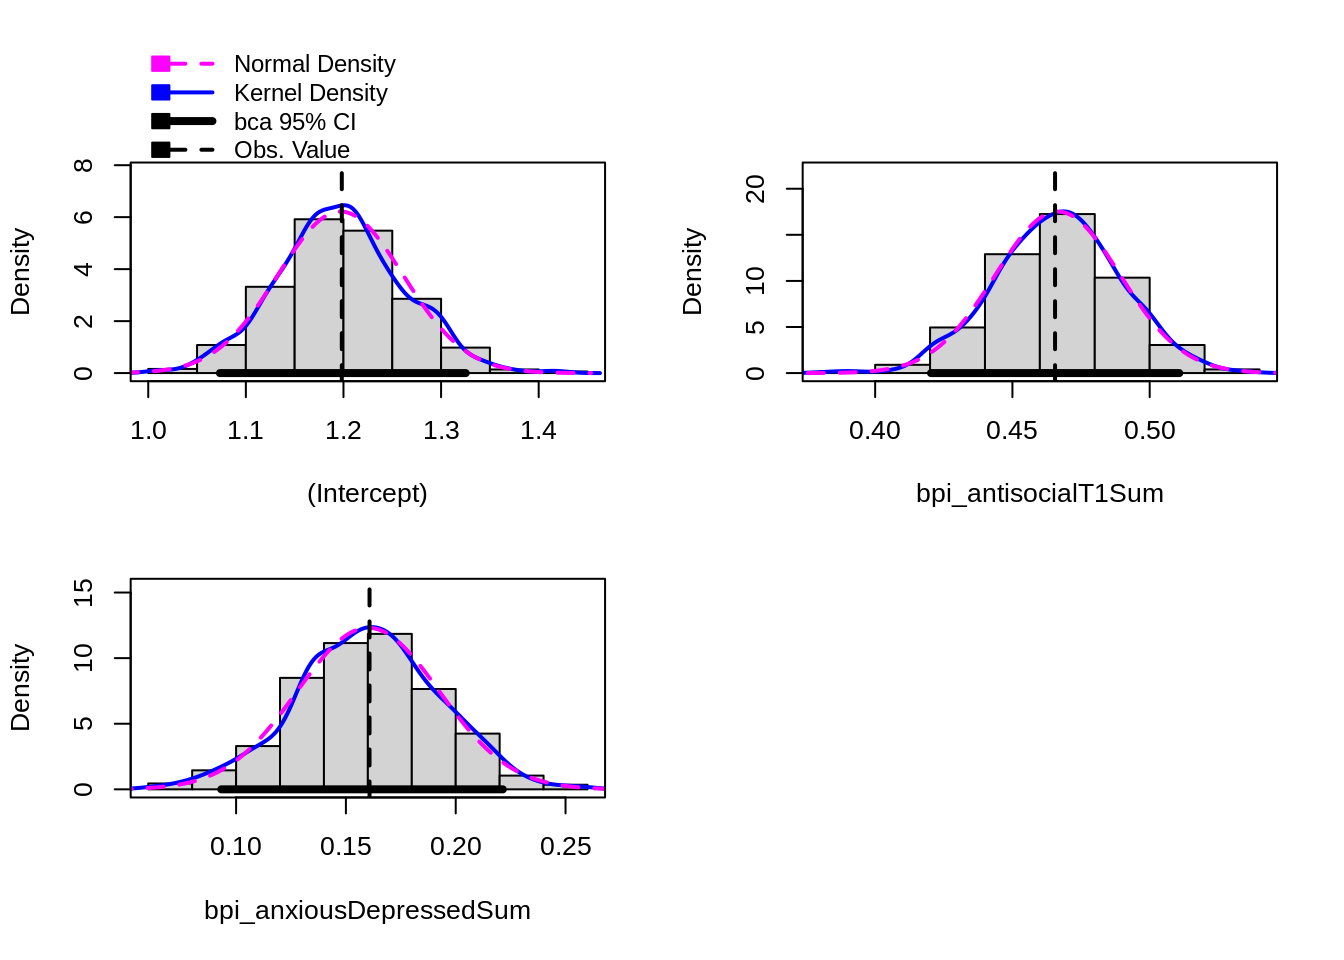 Normal Density
Kernel Density
bca 95% CI
Obs. Value
Density
0 2 4 6 8
1.0 1.1 1.2 1.3 1.4
(Intercept)
Density
0 5 10 20
0.40 0.45 0.50
bpi_antisocialT1Sum
Density
0 5 10 15
0.10 0.15 0.20 0.25
bpi_anxiousDepressedSum